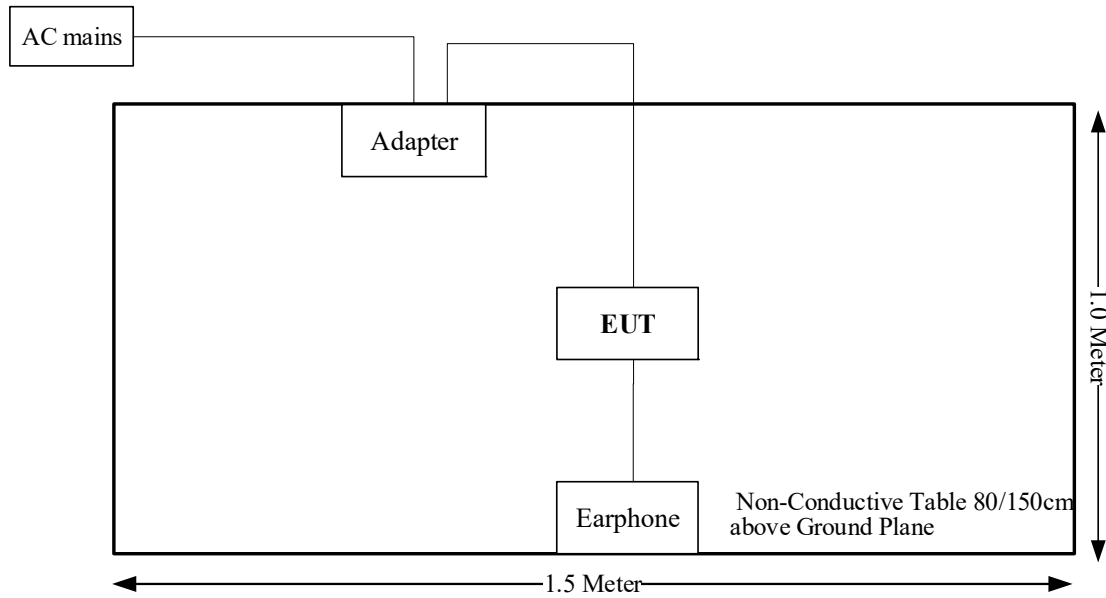 AC mains
Adapter
EUT
1.0 Meter
Earphone
Non-Conductive Table 80/150cm
above Ground Plane
1.5 Meter